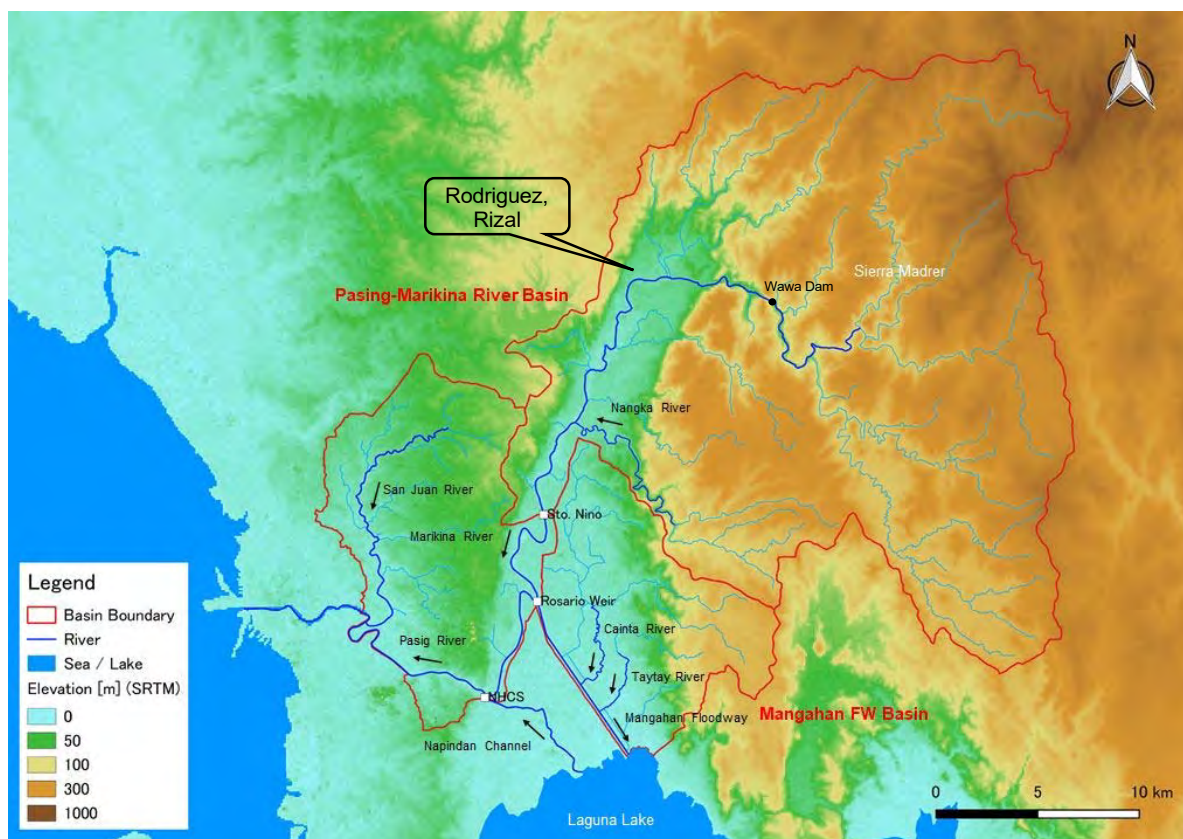 N
Rodriguez,
Rizal
Sierra Madrer
Wawa Dam
Pasing-Marikina River Basin
Nangka River
San Juan River
Sto. Nino
Marikina River
Rosario Weir
Cainta River
Pasig River
Taytay River
NHCS
Mangahan Floodway
Mangahan FW Basin
Napindan Channel
Laguna Lake
Legend
Basin Boundary
River
Sea / Lake
Elevation [m] (SRTM)
0
50
100
300
1000
0 5 10 km